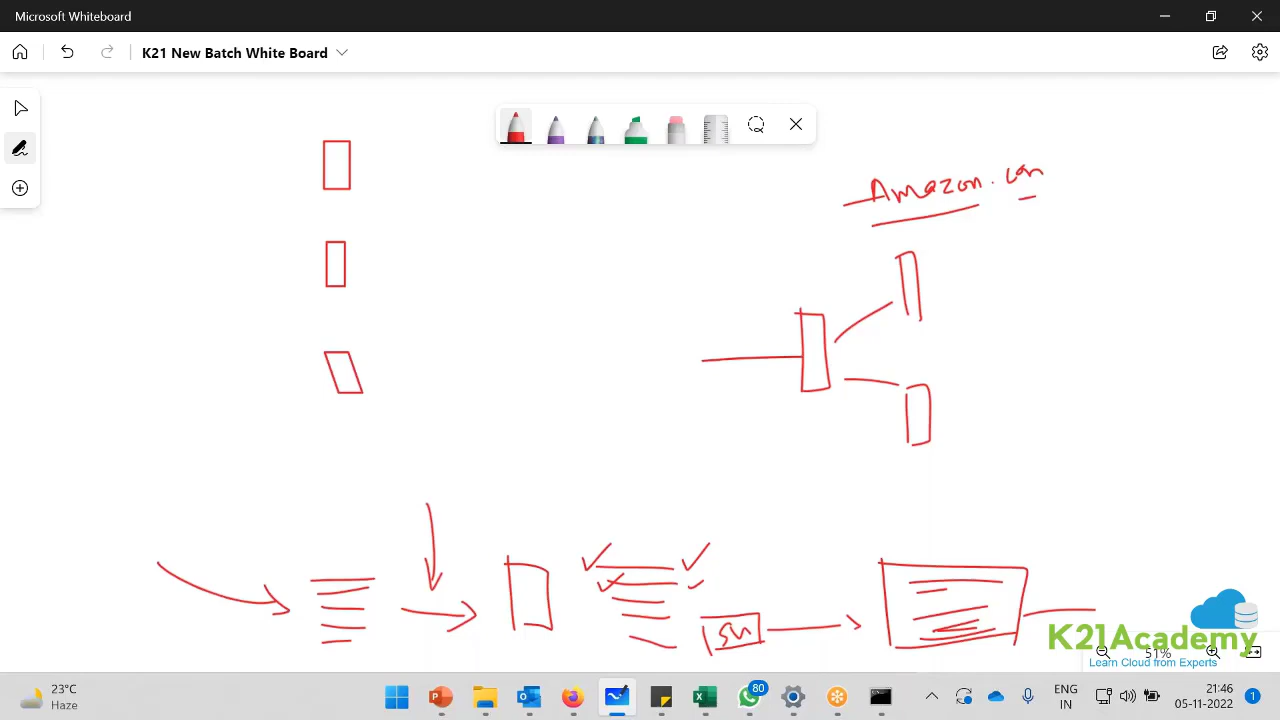 Microsoft Whiteboard
K21 New Batch White Board
Amazon.com
K21Academy
51%
Learn Cloud from Experts
23°C
Haze
80
ENG
IN
21:46
05-11-2022
1